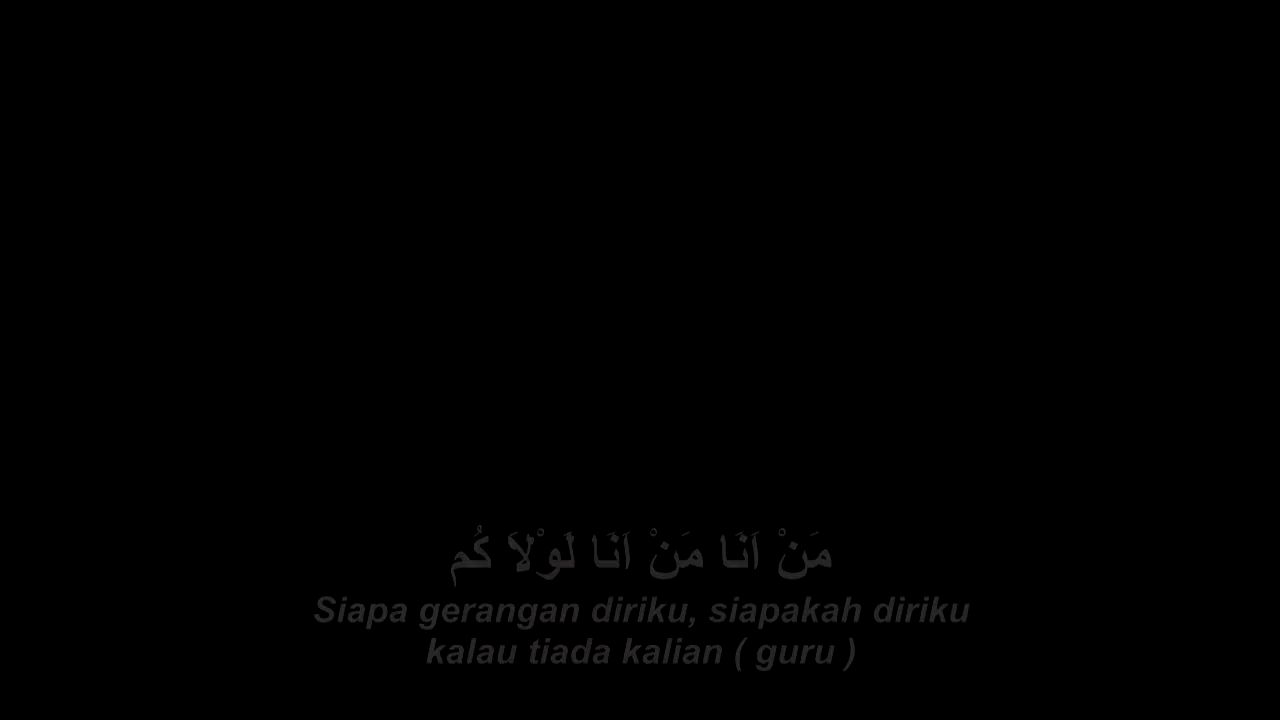 مَنْ اَنَا مَنْ اَنَا لَوْلاَ كُم
Siapa gerangan diriku, siapakah diriku
kalau tiada kalian ( guru )